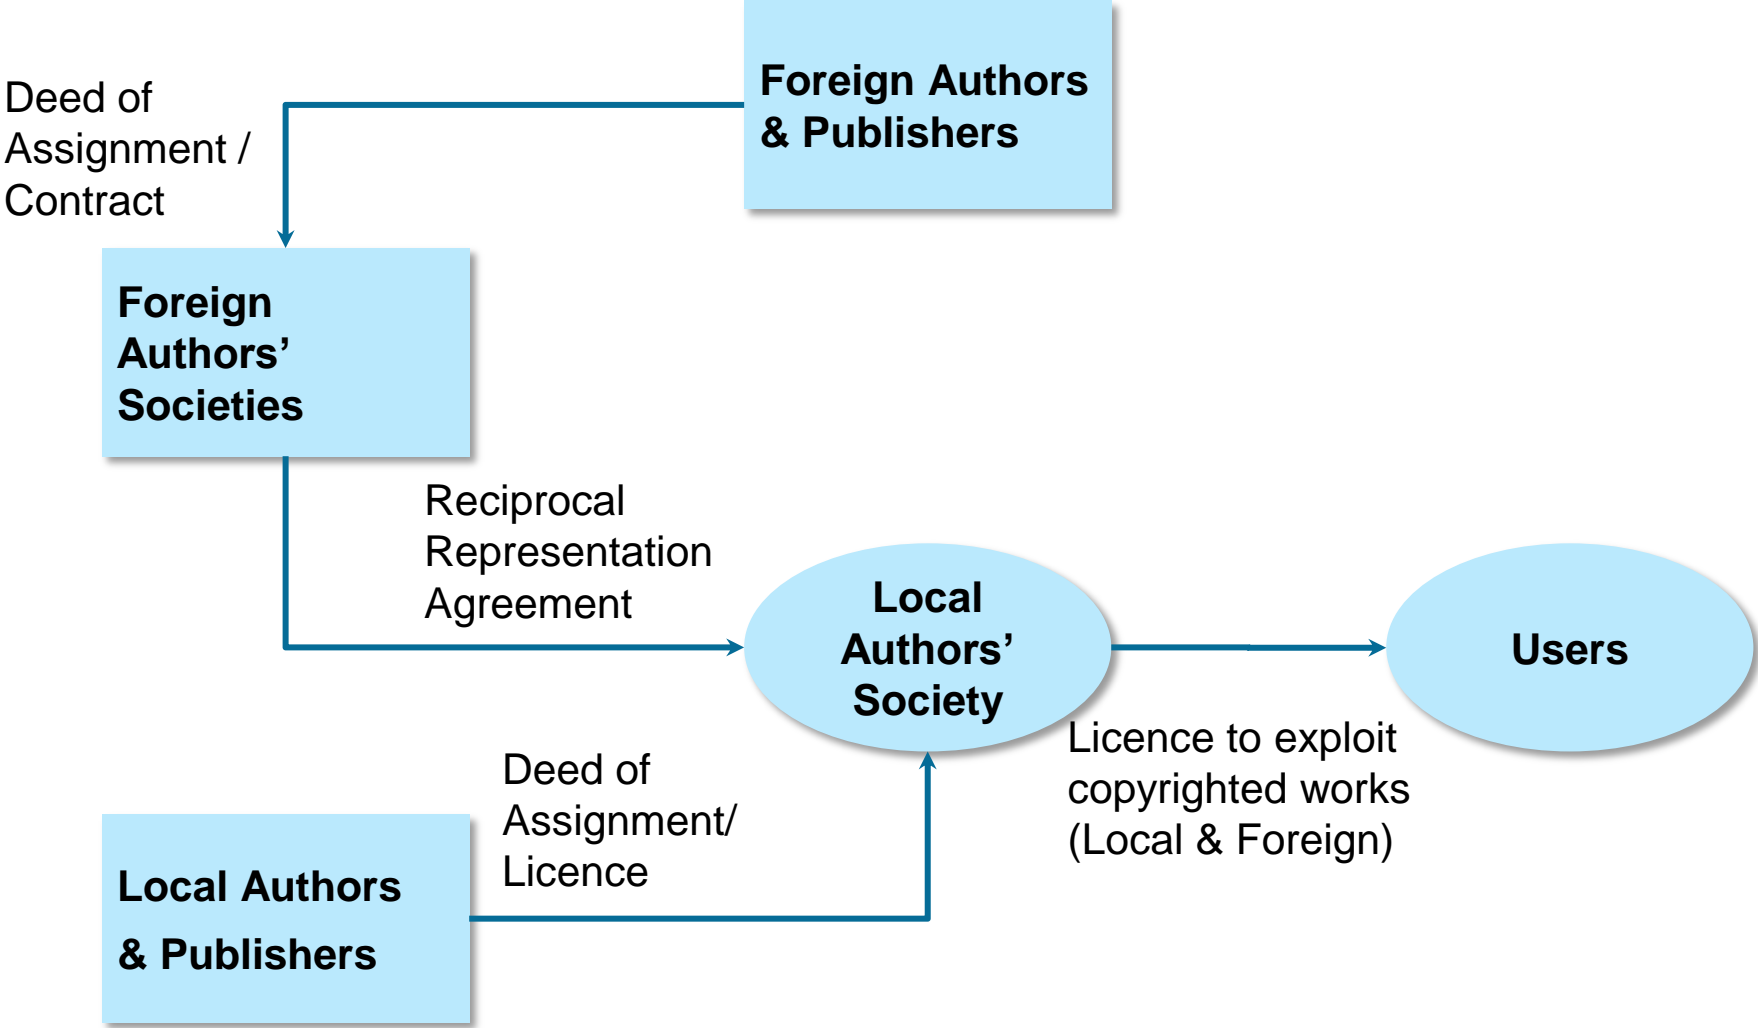 Foreign Authors
& Publishers
Deed of
Assignment /
Contract
Foreign
Authors’
Societies
Reciprocal
Representation
Agreement
Local
Authors’
Society
Users
Licence to exploit
copyrighted works
(Local & Foreign)
Deed of
Assignment/
Licence
Local Authors
& Publishers